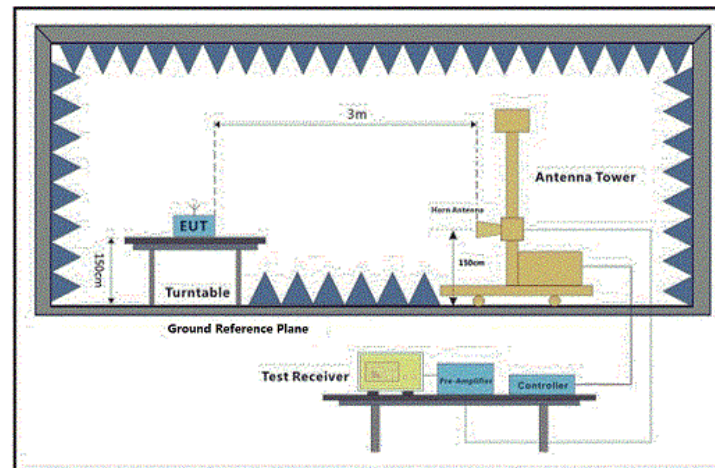 3m
Antenna Tower
Horn Antenna
EUT
150cm
150cm
Turntable
Ground Reference Plane
Test Receiver
Pre-Amplifier
Controller